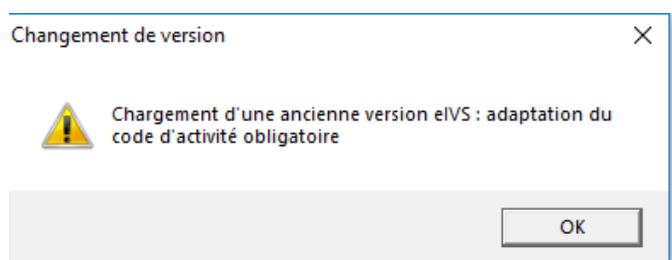 Changement de version
Chargement d'une ancienne version eIVS : adaptation du
code d'activité obligatoire
OK